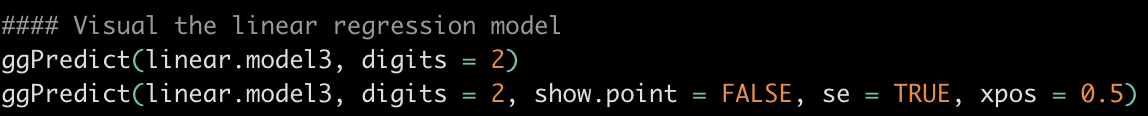 #### Visual the linear regression model
ggPredict(linear.model3, digits = 2)
ggPredict(linear.model3, digits = 2, show.point = FALSE, se = TRUE, xpos = 0.5)